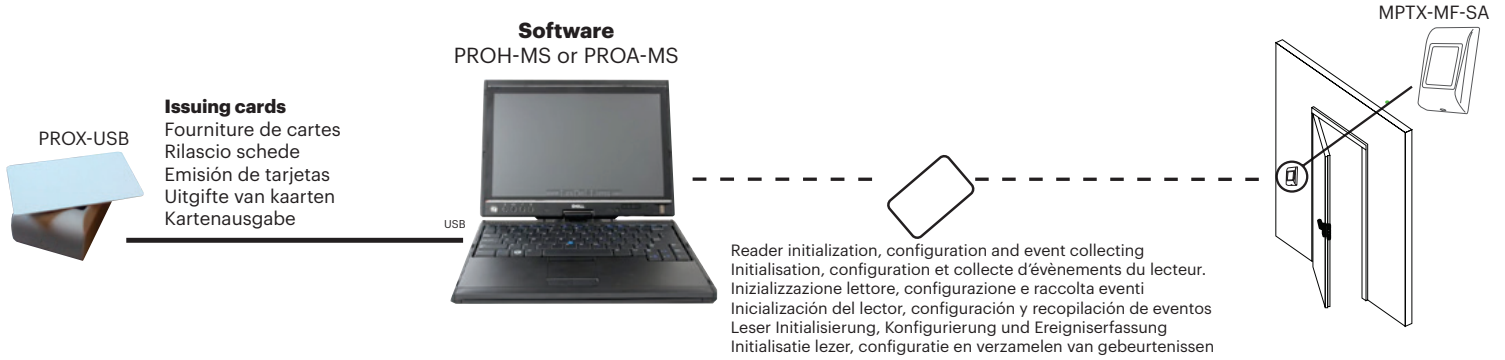 MPTX-MF-SA
Software
PROH-MS or PROA-MS
PROX-USB
Issuing cards
Fourniture de cartes
Rilascio schede
Emisión de tarjetas
Uitgifte van kaarten
Kartenausgabe
USB
Reader initialization, configuration and event collecting
Initialisation, configuration et collecte d’évènements du lecteur.
Inizializzazione lettore, configurazione e raccolta eventi
Inicialización del lector, configuración y recopilación de eventos
Leser Initialisierung, Konfigurierung und Ereigniserfassung
Initialisatie lezer, configuratie en verzamelen van gebeurtenissen